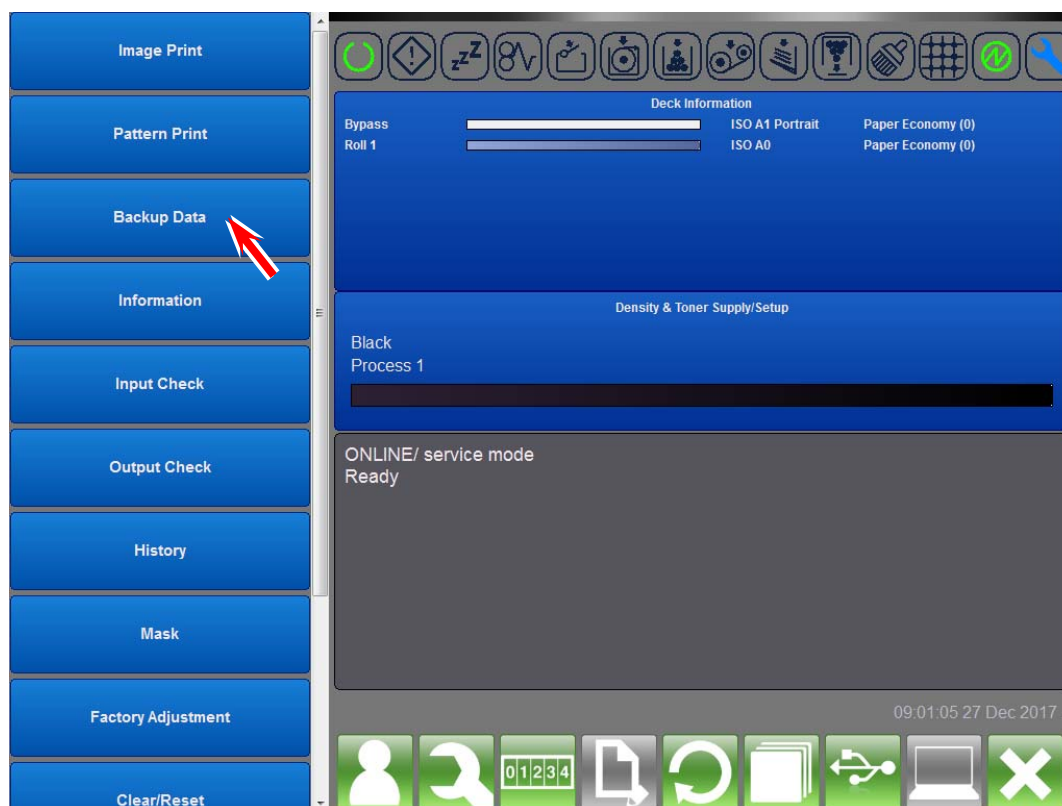 Image Print
Pattern Print
Backup Data
Information
Input Check
Output Check
History
Mask
Factory Adjustment
Clear/Reset
zzZ
Deck Information
Bypass ISO A1 Portrait Paper Economy (0)
Roll 1 ISO A0 Paper Economy (0)
Density & Toner Supply/Setup
Black
Process 1
ONLINE/ service mode
Ready
09:01:05 27 Dec 2017
01234